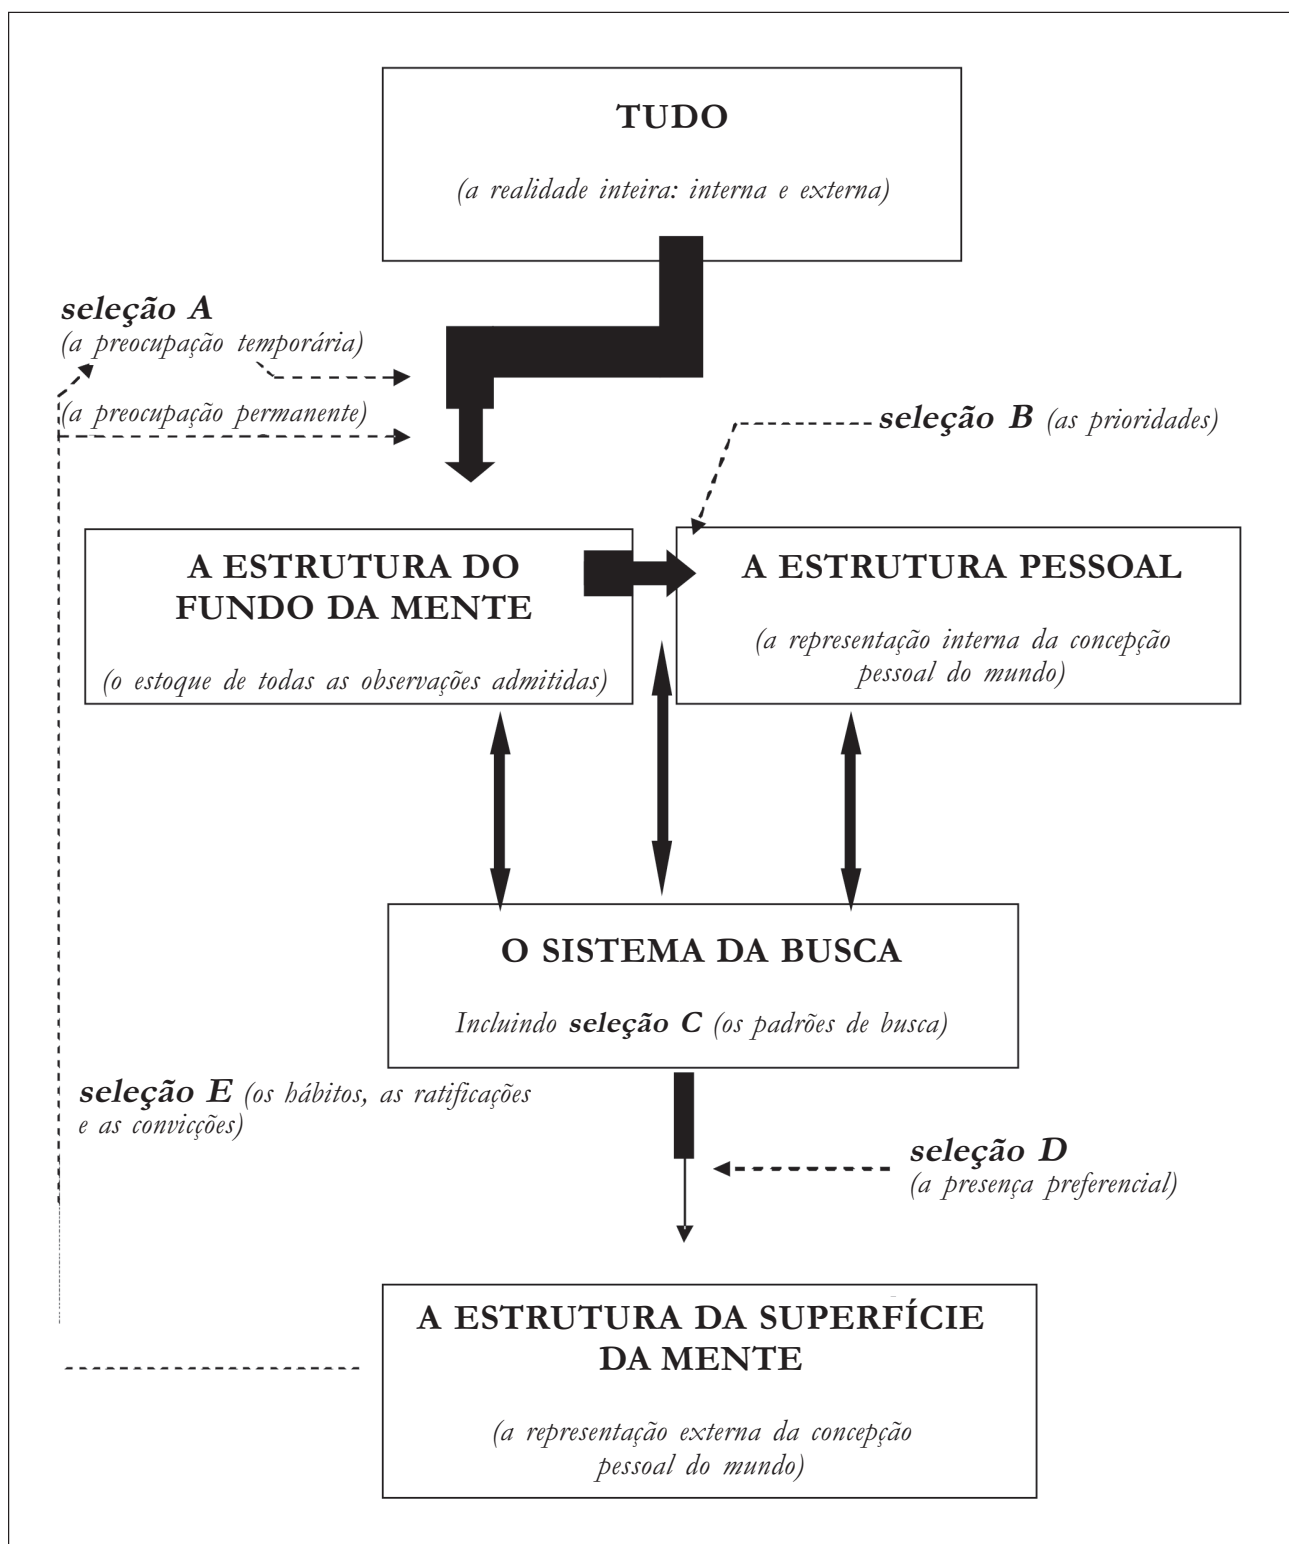 TUDO
(a realidade inteira: interna e externa)
seleção A
(a preocupação temporária)
(a preocupação permanente)
seleção B (as prioridades)
A ESTRUTURA DO
FUNDO DA MENTE
(o estoque de todas as observações admitidas)
A ESTRUTURA PESSOAL
(a representação interna da concepção
pessoal do mundo)
O SISTEMA DA BUSCA
Incluindo seleção C (os padrões de busca)
seleção E (os hábitos, as ratificações
e as convicções)
seleção D
(a presença preferencial)
A ESTRUTURA DA SUPERFÍCIE
DA MENTE
(a representação externa da concepção
pessoal do mundo)